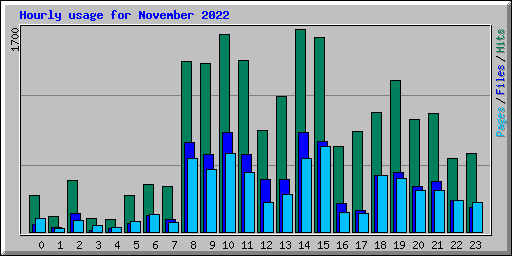 Hourly usage for November 2022
1700
Pages / Files / Hits
0 1 2 3 4 5 6 7 8 9 10 11 12 13 14 15 16 17 18 19 20 21 22 23